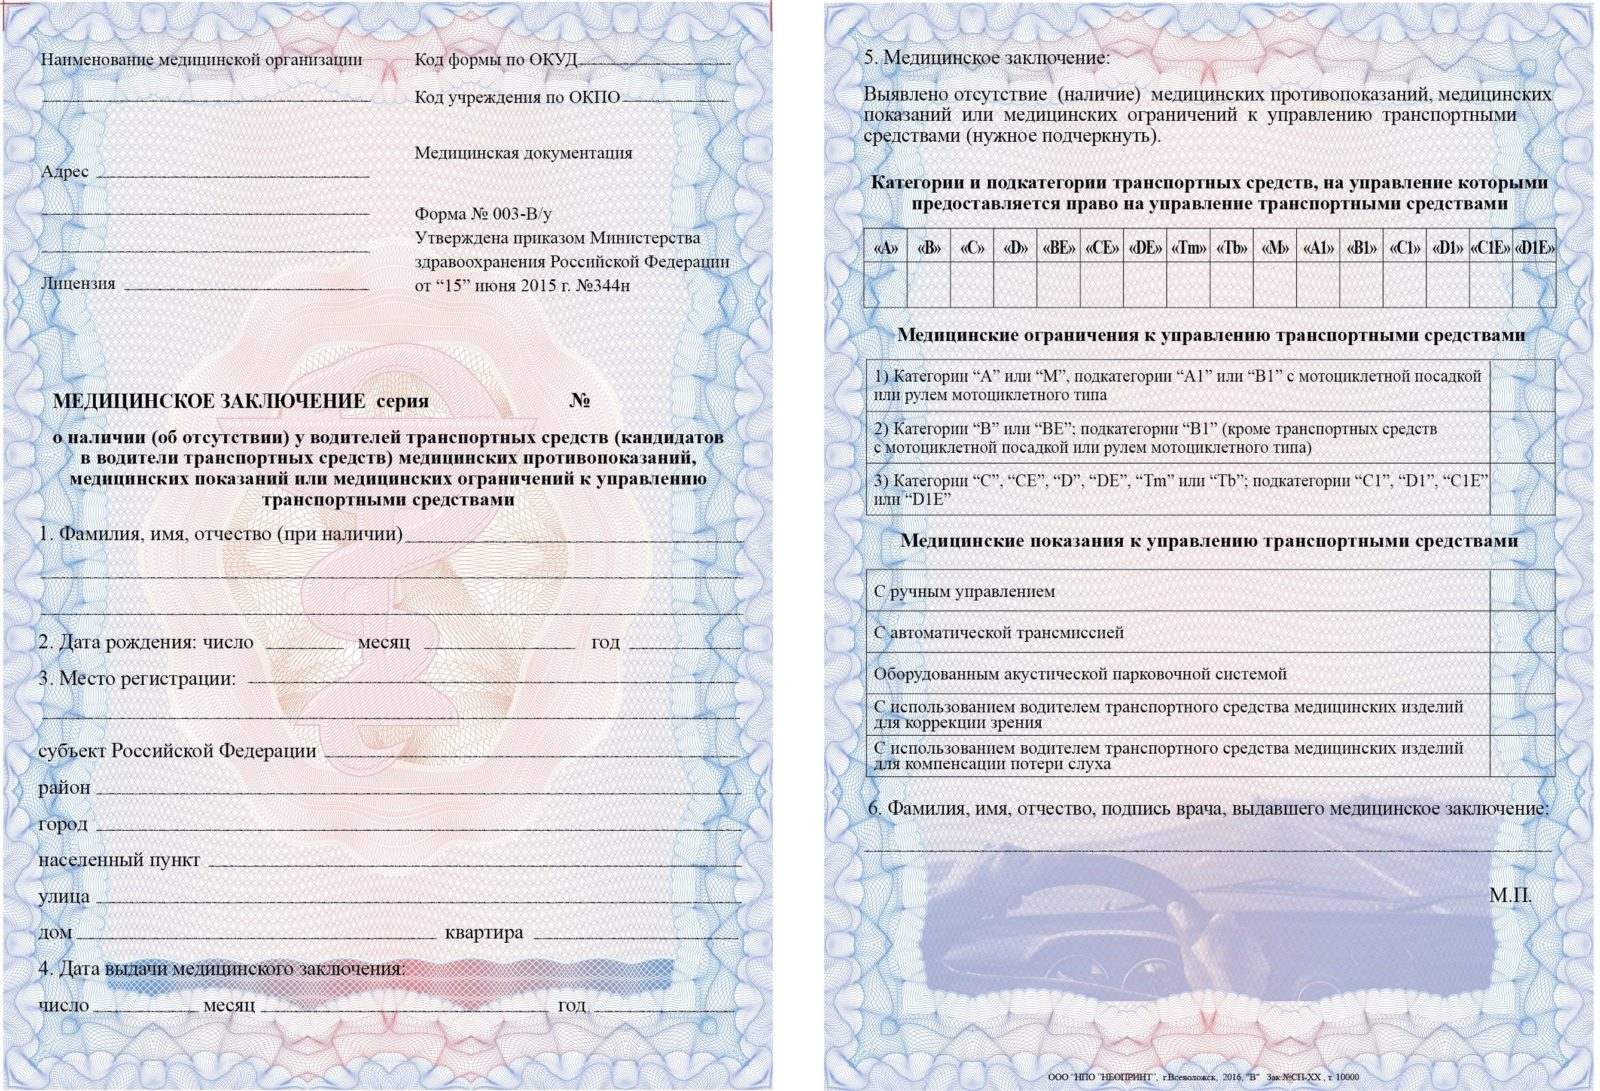 Наименование медицинской организации
Код формы по ОКУД
Код учреждения по ОКПО
Медицинская документация
Адрес
Форма № 003-В/у
Утверждена приказом Министерства
здравоохранения Российской Федерации
Лицензия
от “15” июня 2015 г. №344н
МЕДИЦИНСКОЕ ЗАКЛЮЧЕНИЕ серия №
о наличии (об отсутствии) у водителей транспортных средств (кандидатов
в водители транспортных средств) медицинских противопоказаний,
медицинских показаний или медицинских ограничений к управлению
транспортными средствами
1. Фамилия, имя, отчество (при наличии)
2. Дата рождения: число месяц год
3. Место регистрации:
субъект Российской Федерации
район
город
населенный пункт
улица
дом квартира
4. Дата выдачи медицинского заключения:
число месяц год
5. Медицинское заключение:
Выявлено отсутствие (наличие) медицинских противопоказаний, медицинских
показаний или медицинских ограничений к управлению транспортными
средствами (нужное подчеркнуть).
Категории и подкатегории транспортных средств, на управление которыми
предоставляется право на управление транспортными средствами
«A» «B» «C» «D» «BE» «CE» «DE» «Tm» «Tb» «M» «A1» «B1» «C1» «D1» «C1E» «D1E»
Медицинские ограничения к управлению транспортными средствами
1) Категории “A” или “M”, подкатегории “A1” или “B1” с мотоциклетной посадкой
или рулем мотоциклетного типа
2) Категории “B” или “BE”; подкатегории “B1” (кроме транспортных средств
с мотоциклетной посадкой или рулем мотоциклетного типа)
3) Категории “C”, “CE”, “D”, “DE”, “Tm” или “Tb”; подкатегории “C1”, “D1”, “C1E”
или “D1E”
Медицинские показания к управлению транспортными средствами
С ручным управлением
С автоматической трансмиссией
Оборудованным акустической парковочной системой
С использованием водителем транспортного средства медицинских изделий
для коррекции зрения
С использованием водителем транспортного средства медицинских изделий
для компенсации потери слуха
6. Фамилия, имя, отчество, подпись врача, выдавшего медицинское заключение:
М.П.
ООО "НПО "НЕОПРИНТ", г.Всеволожск, 2016, "В" Зак.№СП-ХХ , т. 10000